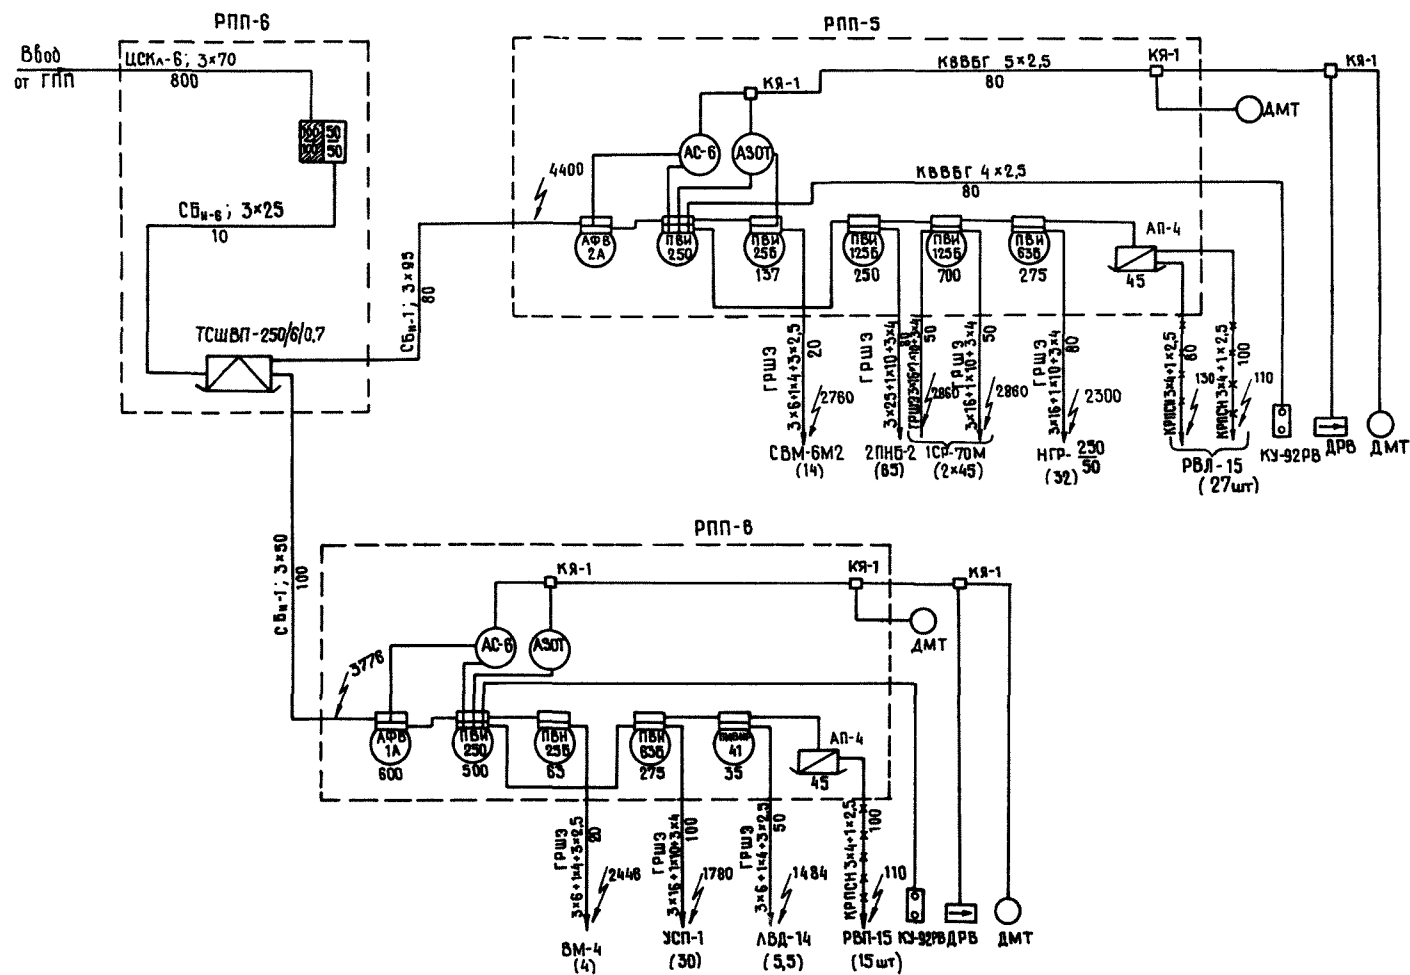 РПП-6
Ввод
от ГПП
ЦСКл-6; 3×70
800
100
100
50
50
СБн-6; 3×25
10
ТСШВП-250/6/0,7
СБн-1; 3×95
80
СБн-1; 3×50
100
РПП-5
КЯ-1
КВВБГ 5×2,5
80
КЯ-1
КЯ-1
ДМТ
АС-6
АЗОТ
4400
КВВБГ 4×2,5
80
АФВ
2А
ПВИ
250
ПВИ
25Б
137
ПВИ
125Б
250
ПВИ
125Б
700
ПВИ
63Б
275
АП-4
45
ГРШЭ
3×6+1×4+3×2,5
20
2760
СВМ-6М2
(14)
ГРШЭ
3×25+1×10+3×4
2ПНБ-2
ГРШЭ 3×16+1×10+3×4
50
2860
ГРШЭ
3×16+1×10+3×4
50
2860
1СР-70М
(2×45)
ГРШЭ
3×16+1×10+3×4
80
2300
НГР-250/50
(32)
КРПСН 3×4+1×2,5
60
130
КРПСН 3×4+1×2,5
100
110
РВЛ-15
(27шт)
КУ-92РВ
ДРВ
ДМТ
РПП-6
КЯ-1
КЯ-1
КЯ-1
ДМТ
АС-6
АЗОТ
3776
АФВ
1А
600
ПВИ
250
500
ПВИ
25Б
63
ПВИ
63Б
275
41
35
АП-4
45
ГРШЭ
3×6+1×4+3×2,5
20
2446
ВМ-4
(4)
ГРШЭ
3×16+1×10+3×4
100
1780
УСП-1
(30)
ГРШЭ
3×6+1×4+3×2,5
50
1484
ЛВД-14
(5,5)
КРПСН 3×4+1×2,5
100
110
РВП-15
(15шт)
КУ-92РВ
ДРВ
ДМТ